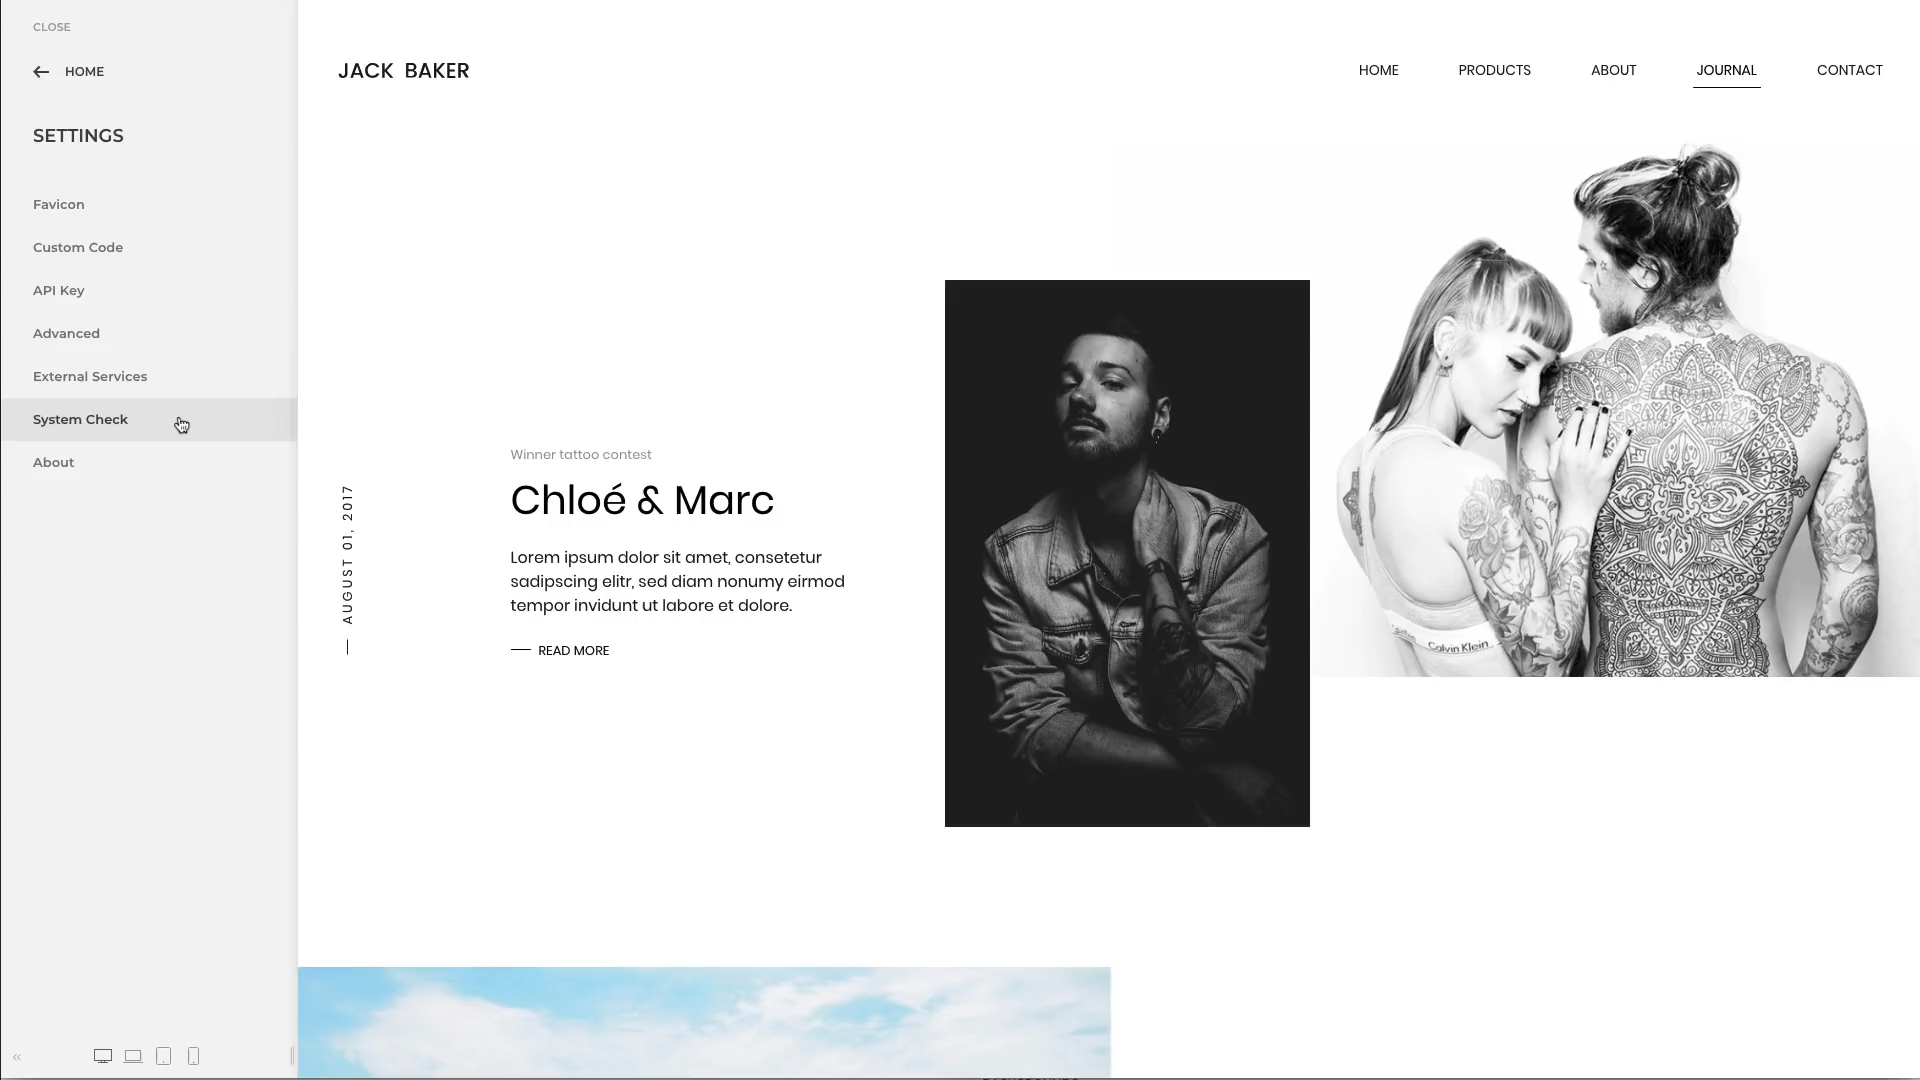 CLOSE
HOME
SETTINGS
Favicon
Custom Code
API Key
Advanced
External Services
System Check
About
JACK BAKER
HOME
PRODUCTS
ABOUT
JOURNAL
CONTACT
AUGUST 01, 2017
Winner tattoo contest
Chloé & Marc
Lorem ipsum dolor sit amet, consetetur
sadipscing elitr, sed diam nonumy eirmod
tempor invidunt ut labore et dolore.
READ MORE
Calvin Klein